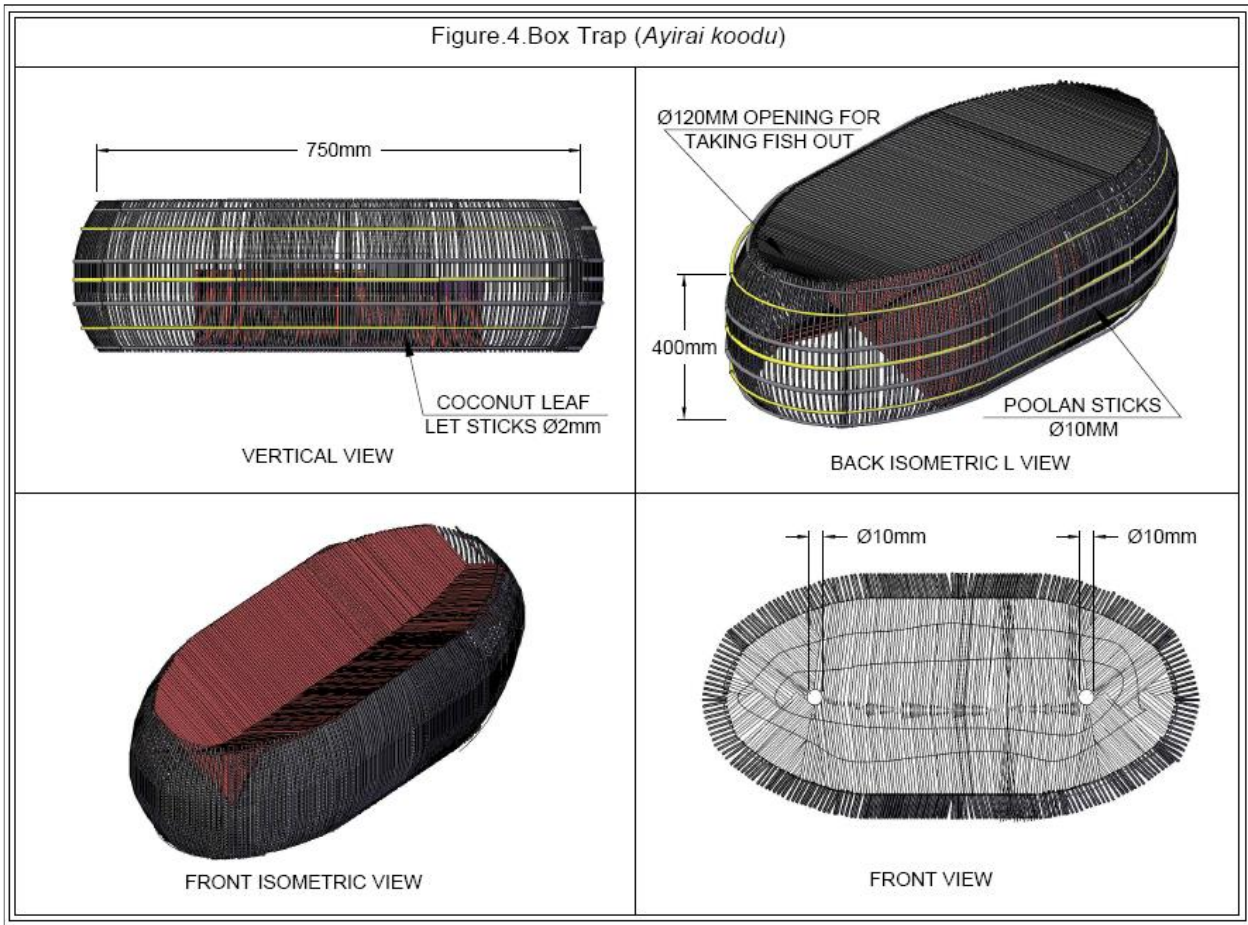 Figure.4.Box Trap (Ayirai koodu)
750mm
COCONUT LEAF
LET STICKS Ø2mm
VERTICAL VIEW
Ø120MM OPENING FOR
TAKING FISH OUT
400mm
POOLAN STICKS
Ø10MM
BACK ISOMETRIC L VIEW
FRONT ISOMETRIC VIEW
Ø10mm
Ø10mm
FRONT VIEW